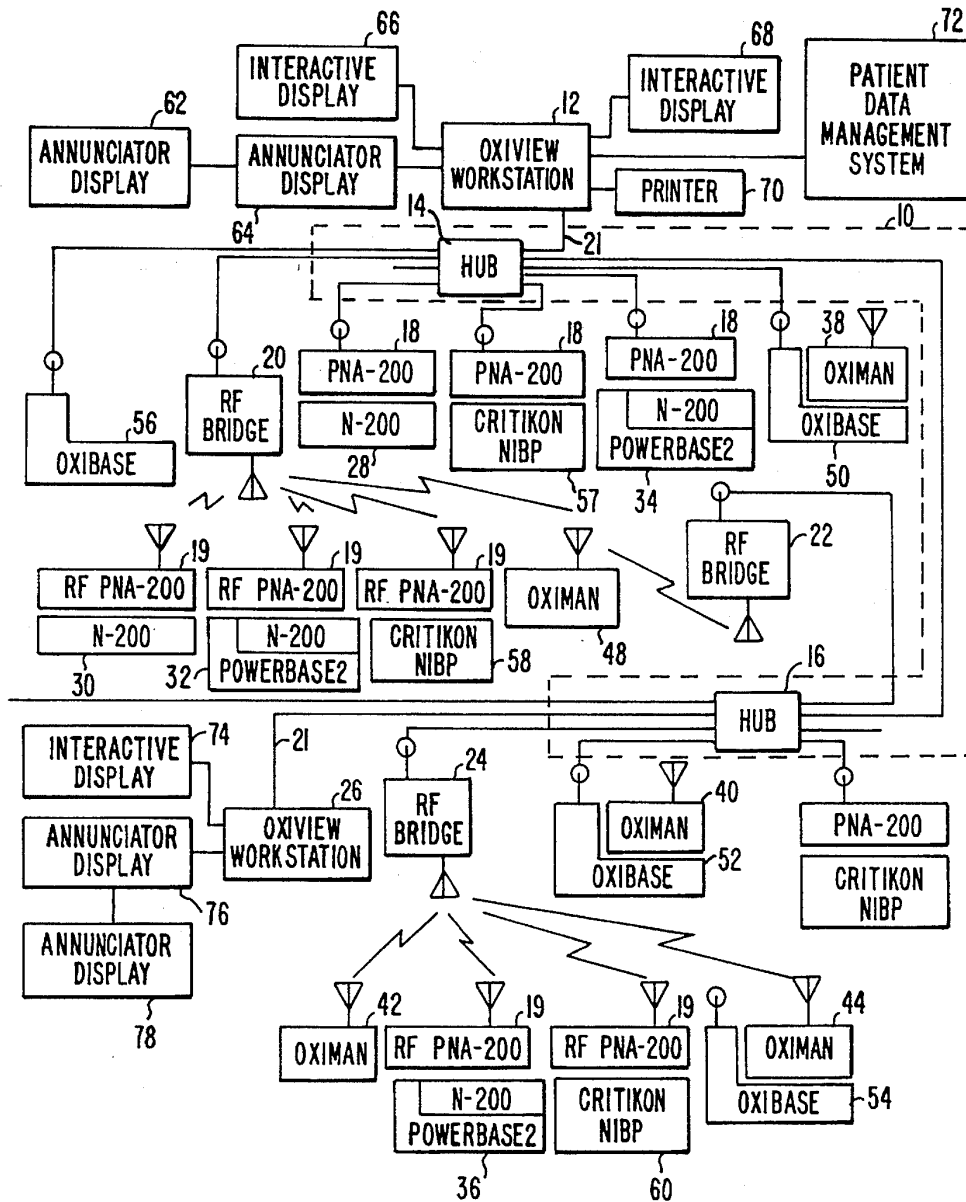 66
72
INTERACTIVE
DISPLAY
68
INTERACTIVE
DISPLAY
PATIENT
DATA
MANAGEMENT
SYSTEM
62
12
ANNUNCIATOR
DISPLAY
ANNUNCIATOR
DISPLAY
OXIVIEW
WORKSTATION
PRINTER
70
64
14
21
10
HUB
18
18
18
38
20
PNA-200
PNA-200
PNA-200
OXIMAN
RF
BRIDGE
56
OXIBASE
N-200
28
CRITIKON
NIBP
57
N-200
POWERBASE2
34
OXIBASE
50
22
RF
BRIDGE
19
19
19
RF PNA-200
RF PNA-200
RF PNA-200
OXIMAN
48
N-200
30
N-200
POWERBASE2
32
CRITIKON
NIBP
58
16
HUB
74
INTERACTIVE
DISPLAY
21
24
RF
BRIDGE
26
OXIVIEW
WORKSTATION
40
OXIMAN
52
OXIBASE
PNA-200
CRITIKON
NIBP
ANNUNCIATOR
DISPLAY
76
ANNUNCIATOR
DISPLAY
78
42
19
19
44
OXIMAN
RF PNA-200
RF PNA-200
OXIMAN
N-200
POWERBASE2
36
CRITIKON
NIBP
60
OXIBASE
54